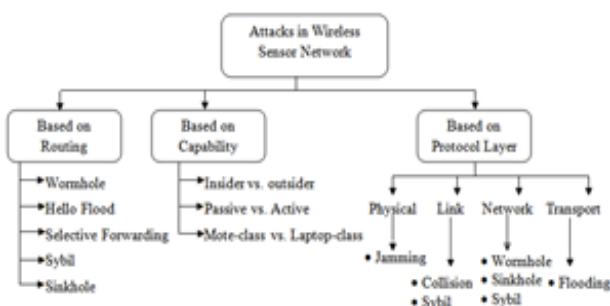 Attacks in Wireless
Sensor Network
Based on
Routing
Wormhole
Hello Flood
Selective Forwarding
Sybil
Sinkhole
Based on
Capability
Insider vs. outsider
Passive vs. Active
Mote-class vs. Laptop-class
Based on
Protocol Layer
Physical
• Jamming
Link
• Collision
• Sybil
Network
• Wormhole
• Sinkhole
• Sybil
Transport
• Flooding